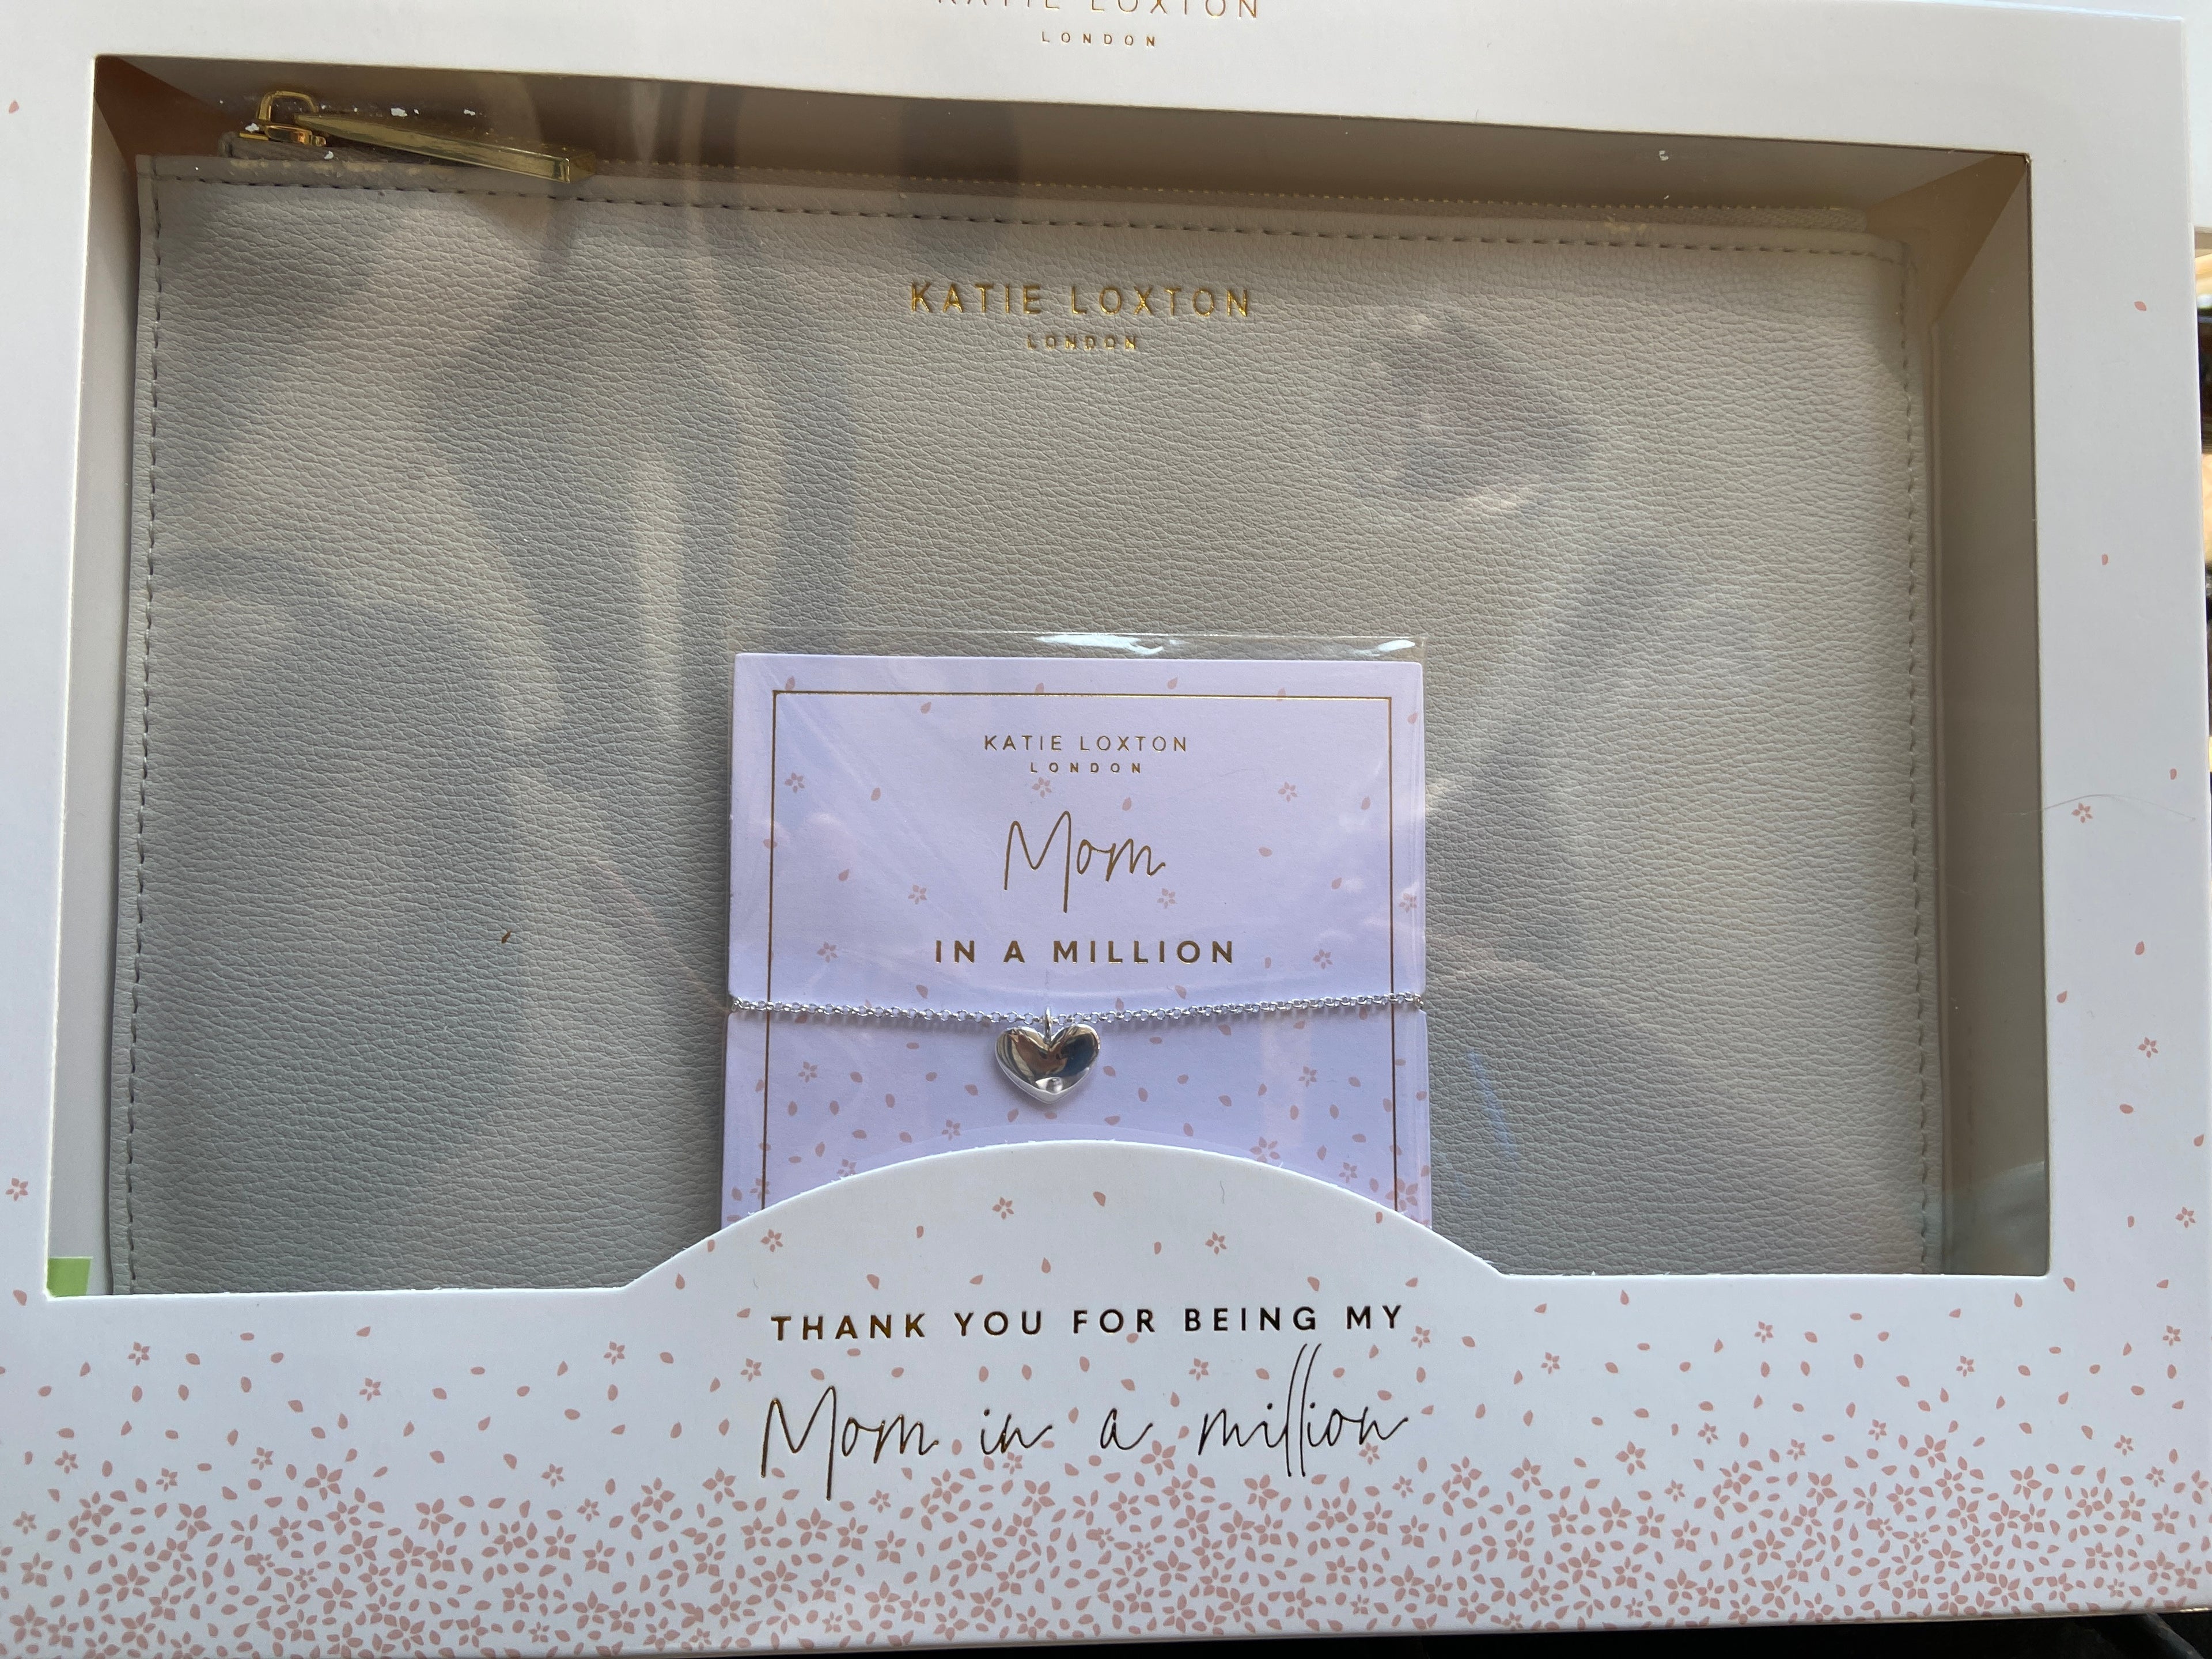 KATIE LOXTON
LONDON
KATIE LOXTON
LONDON
KATIE LOXTON
LONDON
Mom
IN A MILLION
THANK YOU FOR BEING MY
Mom in a million